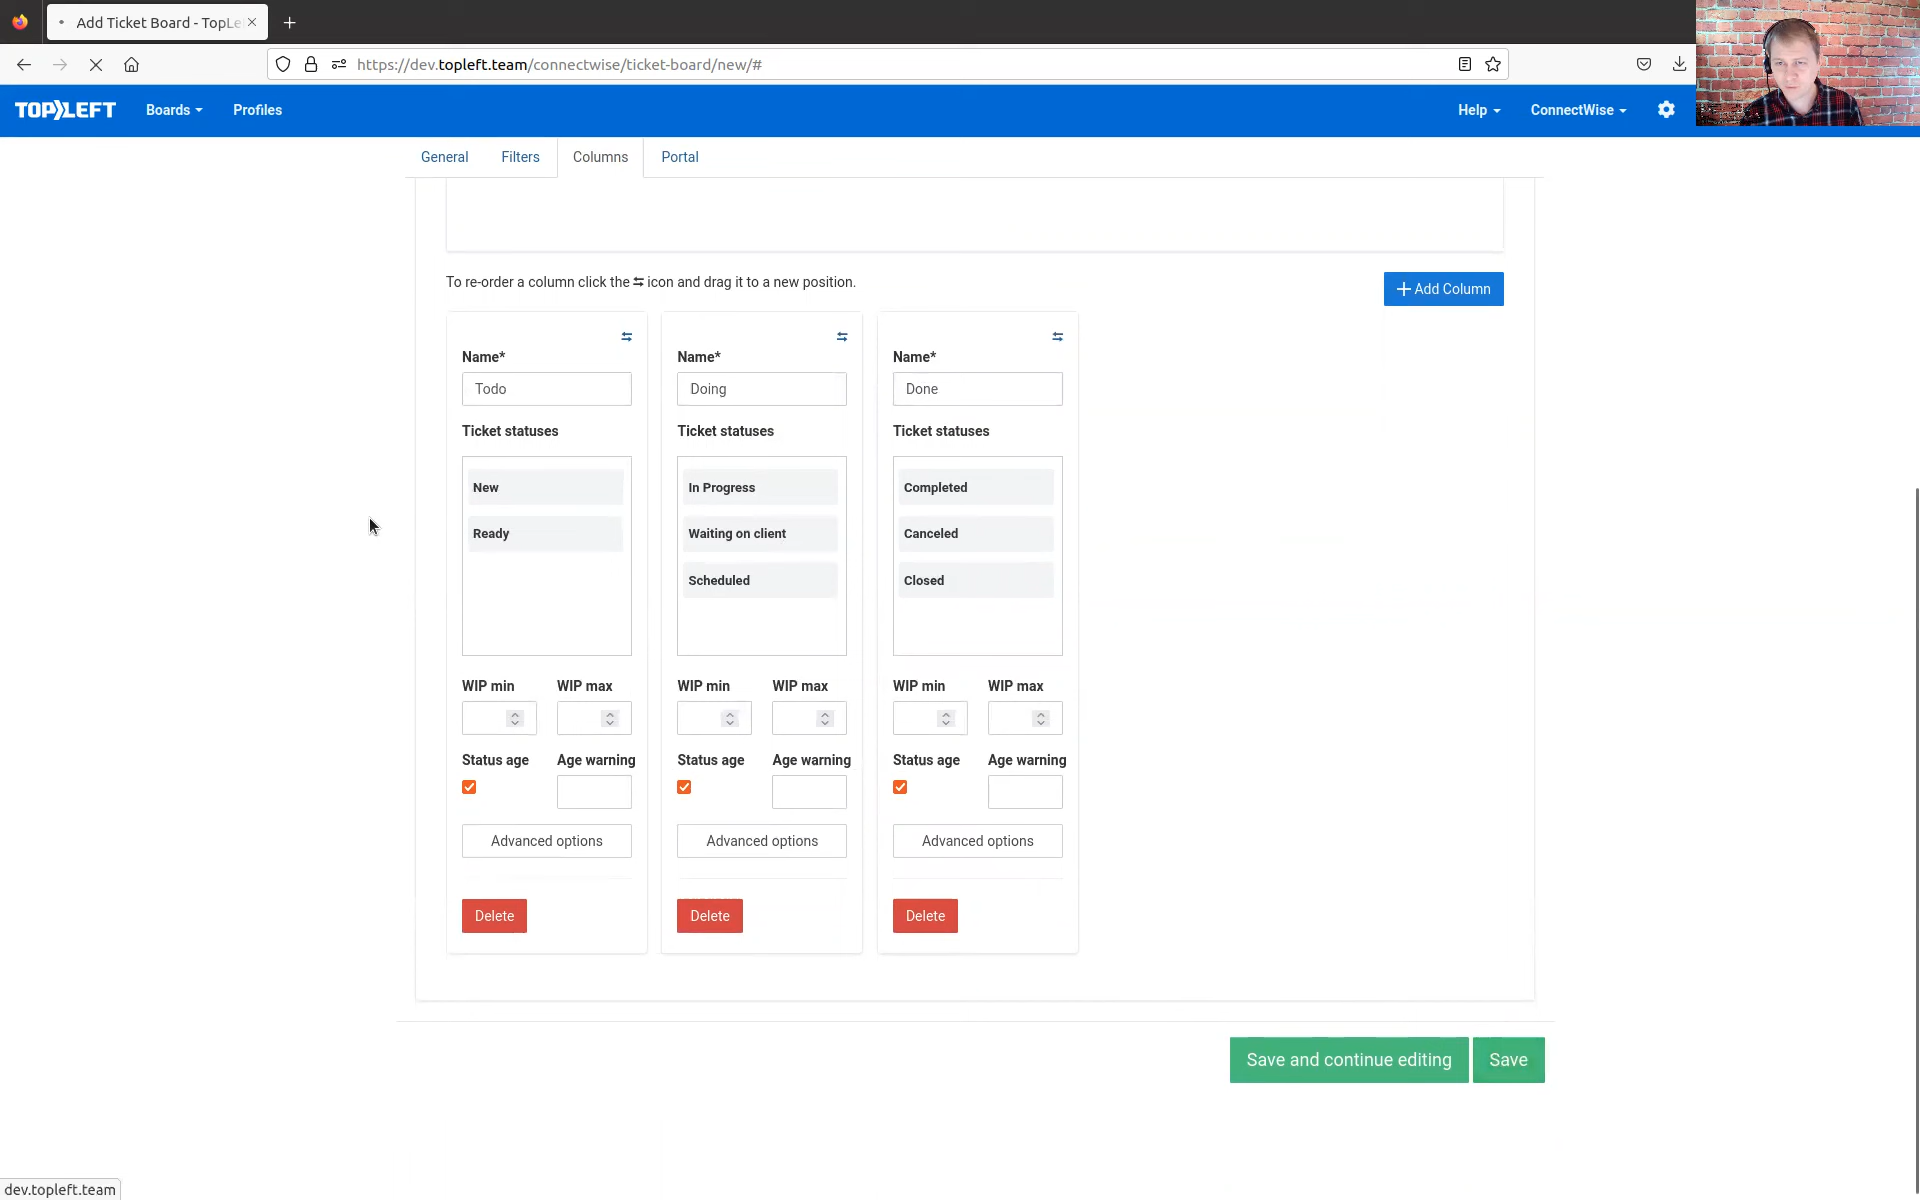 Add Ticket Board - TopLe
https://dev.topleft.team/connectwise/ticket-board/new/#
TOP LEFT Boards Profiles Help ConnectWise
General Filters Columns Portal
To re-order a column click the icon and drag it to a new position.
Add Column
Name* Name* Name*
Todo Doing Done
Ticket statuses Ticket statuses Ticket statuses
New In Progress Completed
Ready Waiting on client Canceled
Scheduled Closed
WIP min WIP max WIP min WIP max WIP min WIP max
Status age Age warning Status age Age warning Status age Age warning
Advanced options Advanced options Advanced options
Delete Delete Delete
Save and continue editing Save
dev.topleft.team